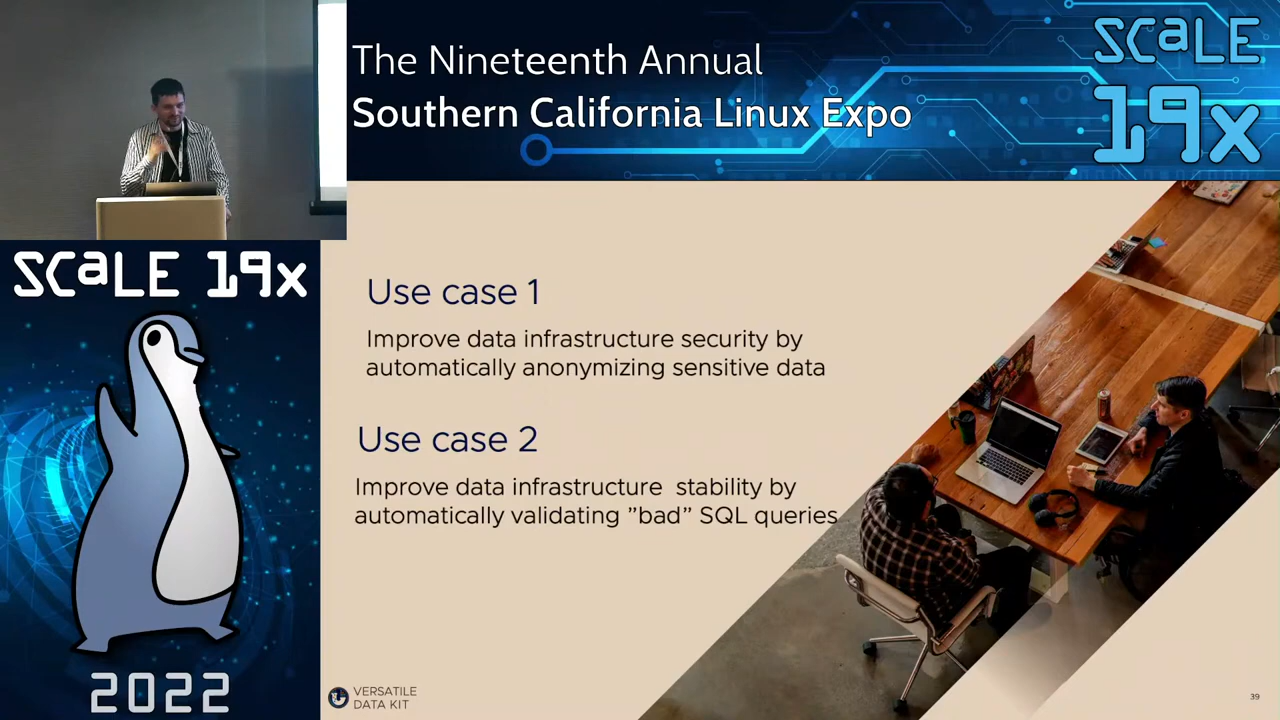 The Nineteenth Annual
Southern California Linux Expo
SCaLE
19x
SCaLE 19x
2022
Use case 1
Improve data infrastructure security by
automatically anonymizing sensitive data
Use case 2
Improve data infrastructure  stability by
automatically validating ”bad” SQL queries
VERSATILE
DATA KIT
39